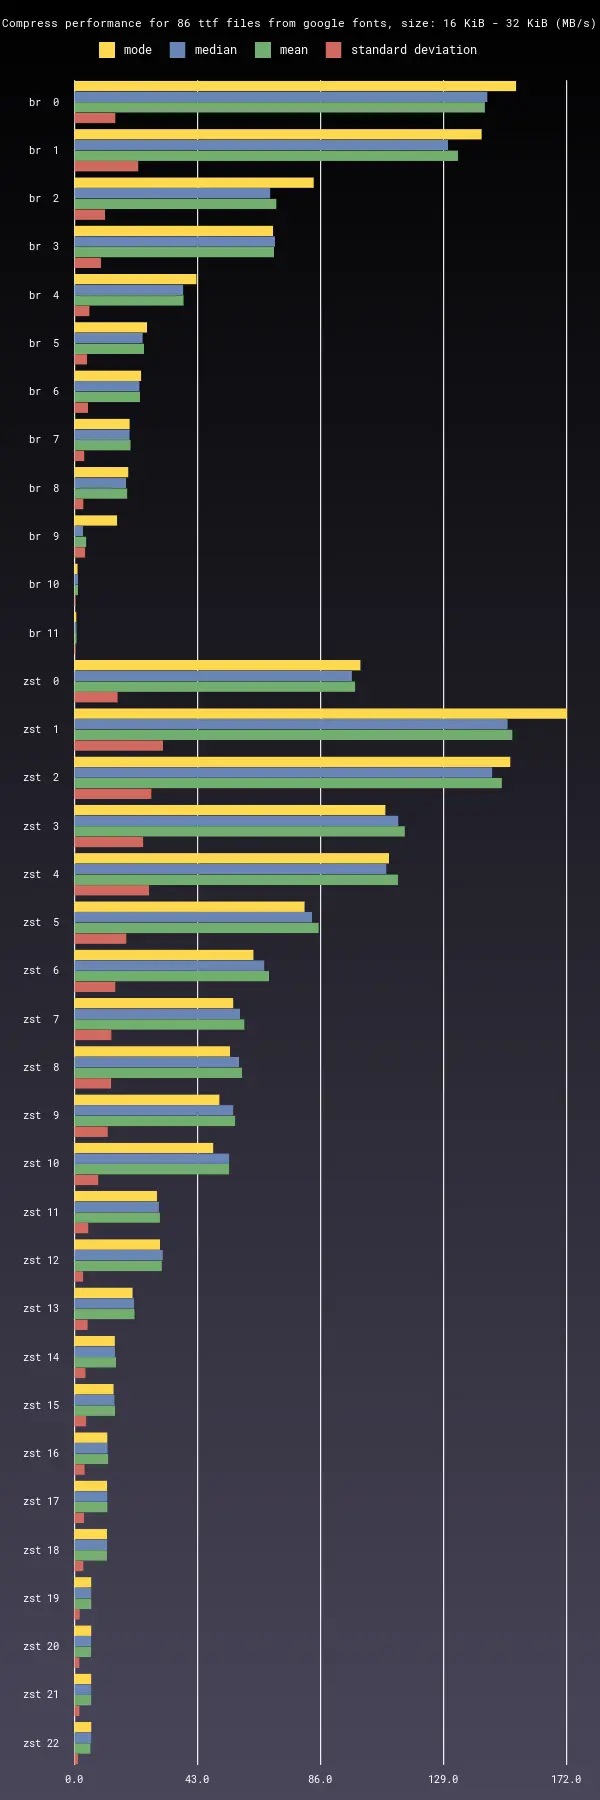 Compress performance for 86 ttf files from google fonts, size: 16 KiB - 32 KiB (MB/s)
mode median mean standard deviation
br 0
br 1
br 2
br 3
br 4
br 5
br 6
br 7
br 8
br 9
br 10
br 11
zst 0
zst 1
zst 2
zst 3
zst 4
zst 5
zst 6
zst 7
zst 8
zst 9
zst 10
zst 11
zst 12
zst 13
zst 14
zst 15
zst 16
zst 17
zst 18
zst 19
zst 20
zst 21
zst 22
0.0 43.0 86.0 129.0 172.0